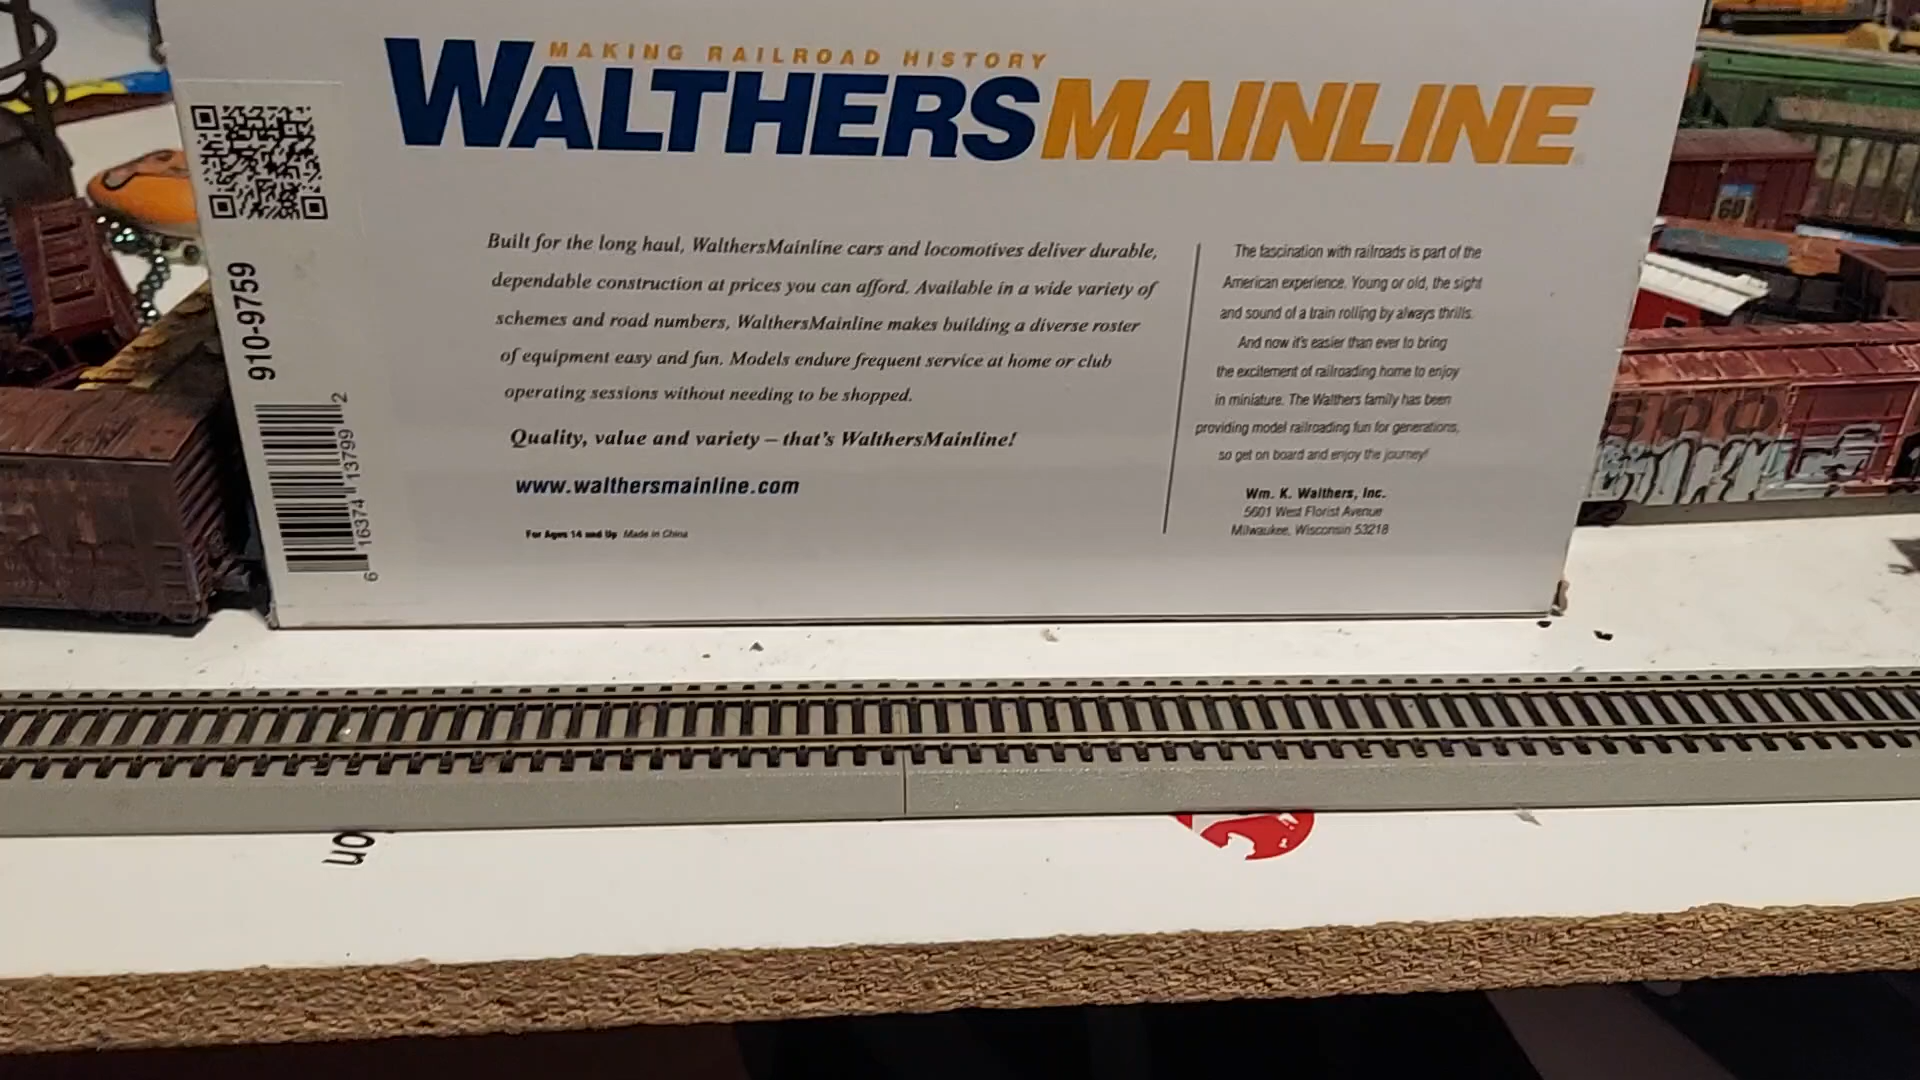 MAKING RAILROAD HISTORY
WALTHERSMAINLINE
910-9759
6 16374 13799 2
Built for the long haul, WalthersMainline cars and locomotives deliver durable,
dependable construction at prices you can afford. Available in a wide variety of
schemes and road numbers, WalthersMainline makes building a diverse roster
of equipment easy and fun. Models endure frequent service at home or club
operating sessions without needing to be shopped.
Quality, value and variety – that's WalthersMainline!
www.walthersmainline.com
For Ages 14 and Up Made in China
The fascination with railroads is part of the
American experience. Young or old, the sight
and sound of a train rolling by always thrills.
And now it's easier than ever to bring
the excitement of railroading home to enjoy
in miniature. The Walthers family has been
providing model railroading fun for generations,
so get on board and enjoy the journey!
Wm. K. Walthers, Inc.
5601 West Florist Avenue
Milwaukee, Wisconsin 53218
60
SOO
on